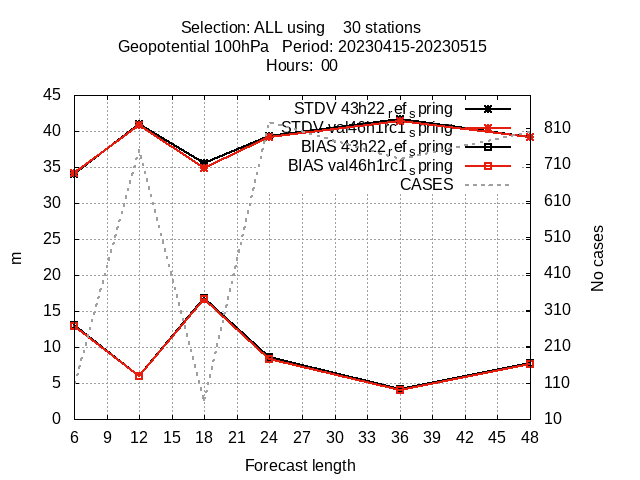 Selection: ALL using 30 stations
Geopotential 100hPa Period: 20230415-20230515
Hours: 00
STDV 43h22_ref_spring
STDV val46h1rc1_spring
BIAS 43h22_ref_spring
BIAS val46h1rc1_spring
CASES
45
40
35
30
25
20
15
10
5
0
m
810
710
610
510
410
310
210
110
10
No cases
6 9 12 15 18 21 24 27 30 33 36 39 42 45 48
Forecast length